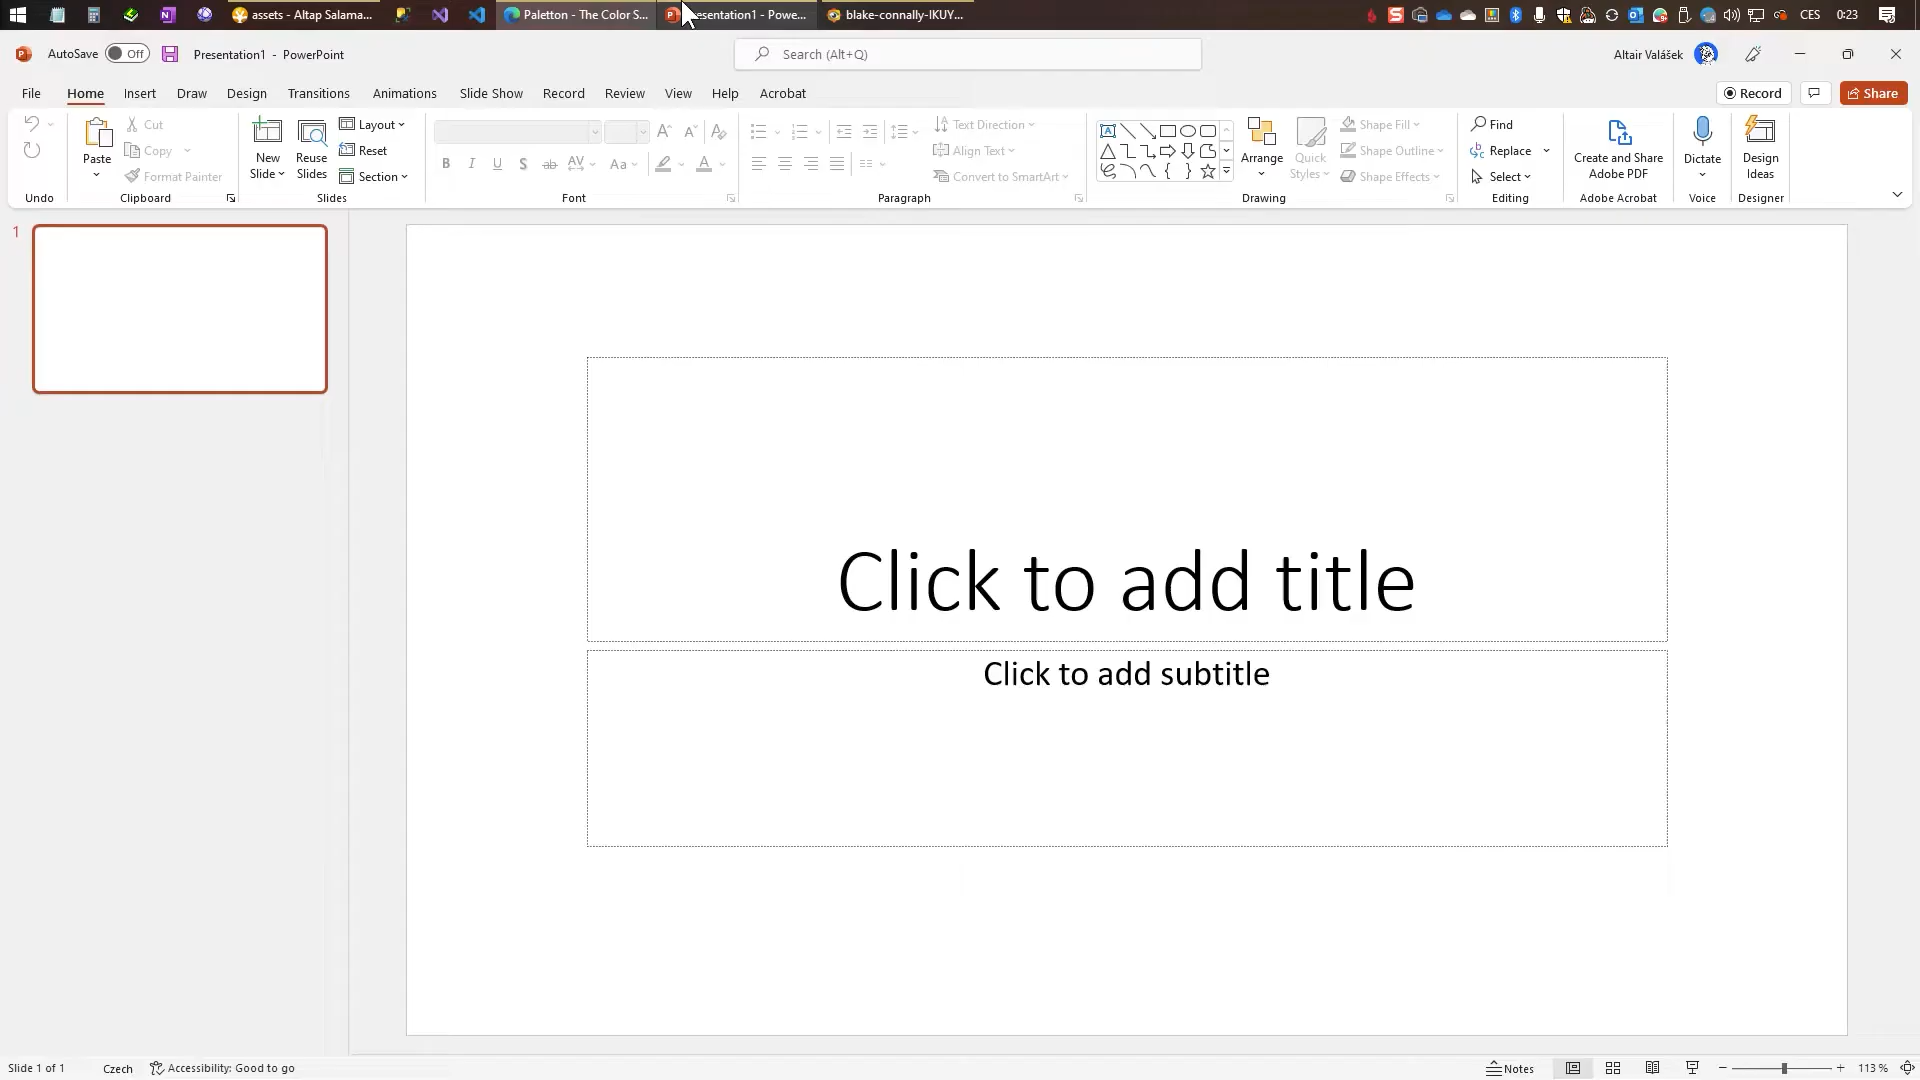 assets - Altap Salama...
Paletton - The Color S...
esentation1 - Powe...
blake-connally-IKUY...
CES
0:23
AutoSave
Off
Presentation1 - PowerPoint
Search (Alt+Q)
Altair Valášek
File
Home
Insert
Draw
Design
Transitions
Animations
Slide Show
Record
Review
View
Help
Acrobat
Record
Share
Paste
Cut
Copy
Format Painter
New
Slide
Reuse
Slides
Layout
Reset
Section
Text Direction
Align Text
Convert to SmartArt
Arrange
Quick
Styles
Shape Fill
Shape Outline
Shape Effects
Find
Replace
Select
Create and Share
Adobe PDF
Dictate
Design
Ideas
Undo
Clipboard
Slides
Font
Paragraph
Drawing
Editing
Adobe Acrobat
Voice
Designer
1
Click to add title
Click to add subtitle
Slide 1 of 1
Czech
Accessibility: Good to go
Notes
113 %